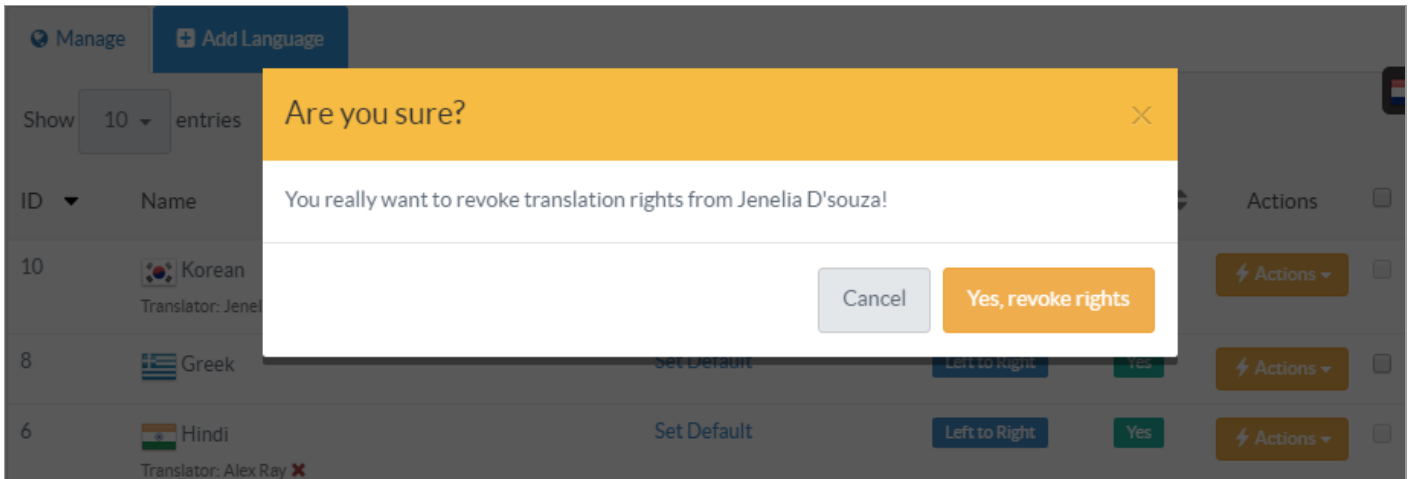 Manage Add Language
Are you sure? ×
Show 10 entries
ID Name You really want to revoke translation rights from Jenelia D'souza! Actions
10 Korean Actions
Translator: Jenel
Cancel Yes, revoke rights
8 Greek Set Default Left to Right Yes Actions
6 Hindi Set Default Left to Right Yes Actions
Translator: Alex Ray